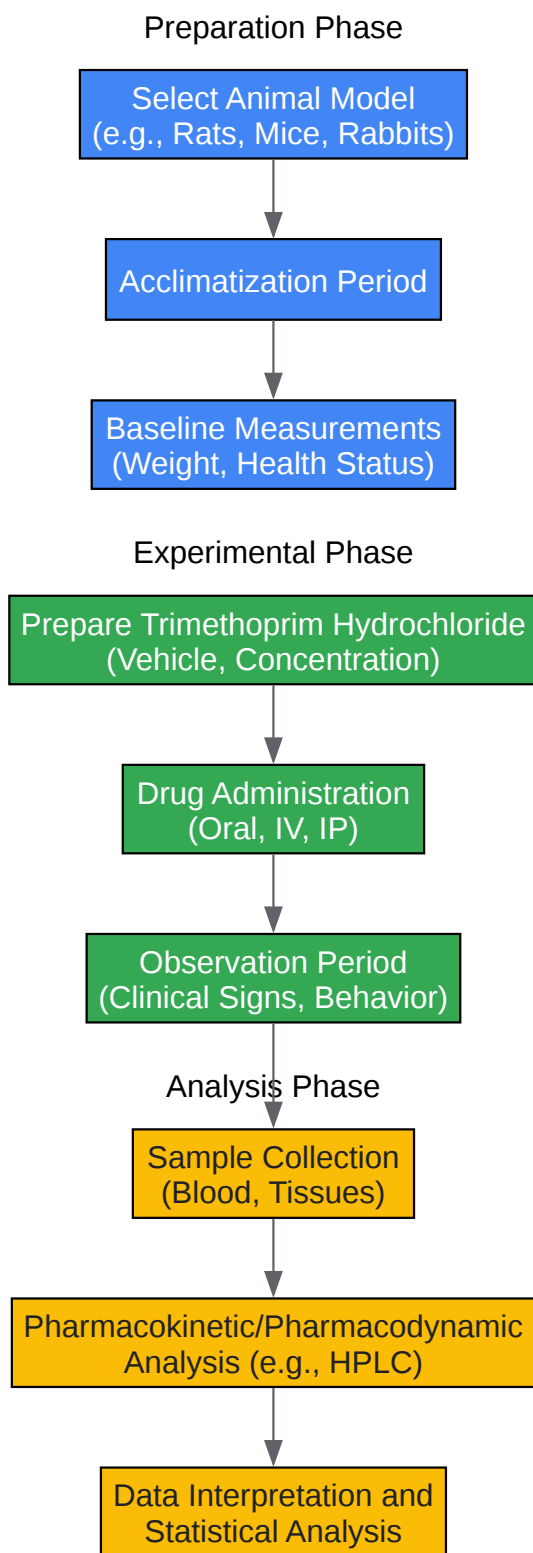 Preparation Phase
Select Animal Model
(e.g., Rats, Mice, Rabbits)
Acclimatization Period
Baseline Measurements
(Weight, Health Status)
Experimental Phase
Prepare Trimethoprim Hydrochloride
(Vehicle, Concentration)
Drug Administration
(Oral, IV, IP)
Observation Period
(Clinical Signs, Behavior)
Analysis Phase
Sample Collection
(Blood, Tissues)
Pharmacokinetic/Pharmacodynamic
Analysis (e.g., HPLC)
Data Interpretation and
Statistical Analysis